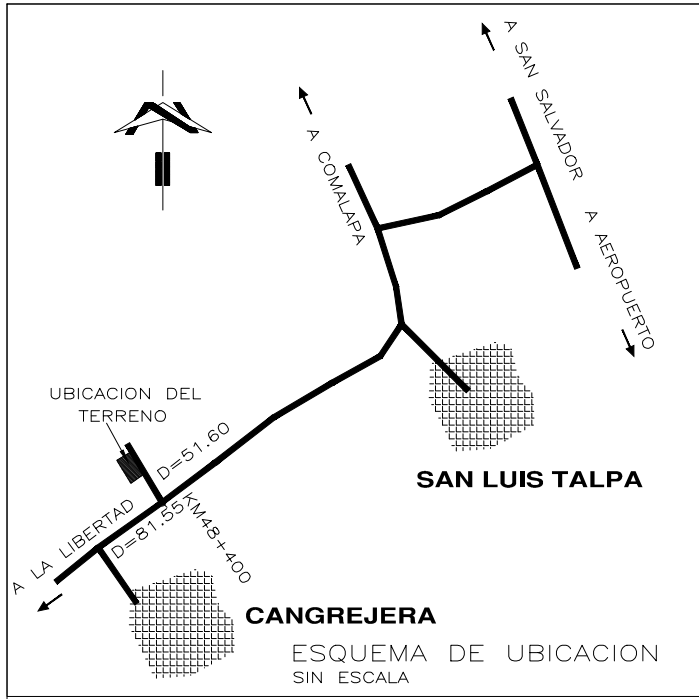 A SAN SALVADOR
A COMALAPA
A AEROPUERTO
UBICACION DEL
TERRENO
D=51.60
SAN LUIS TALPA
A LA LIBERTAD
D=81.55
KM48+400
CANGREJERA
ESQUEMA DE UBICACION
SIN ESCALA